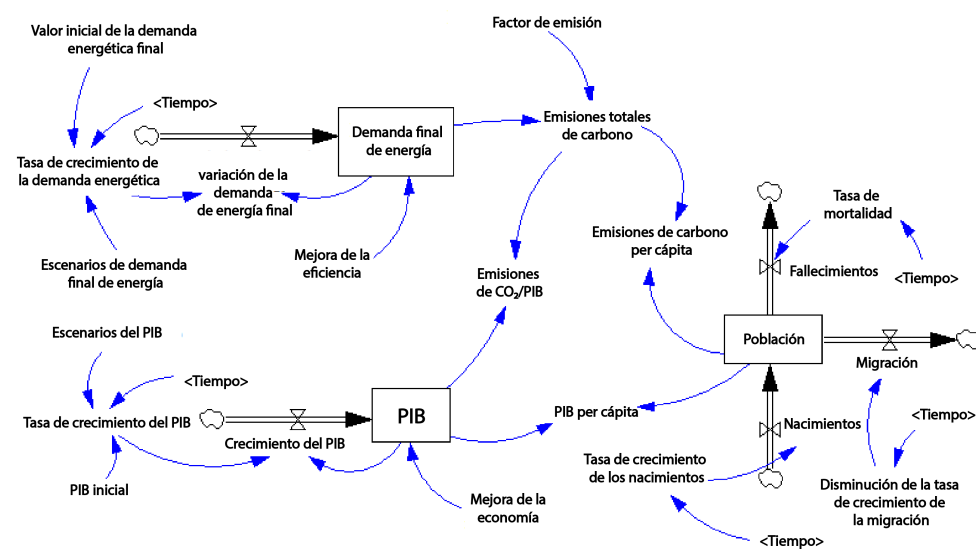 Valor inicial de la demanda
energética final
<Tiempo>
Tasa de crecimiento de
la demanda energética
variación de la
demanda
de energía final
Escenarios de demanda
final de energía
Demanda final
de energía
Mejora de la
eficiencia
Factor de emisión
Emisiones totales
de carbono
Emisiones de carbono
per cápita
Emisiones
de CO₂/PIB
Tasa de
mortalidad
<Tiempo>
Fallecimientos
Población
Migración
<Tiempo>
Nacimientos
Disminución de la tasa
de crecimiento de
la migración
Tasa de crecimiento
de los nacimientos
<Tiempo>
Escenarios del PIB
<Tiempo>
Tasa de crecimiento del PIB
PIB inicial
Crecimiento del PIB
PIB
PIB per cápita
Mejora de la
economía